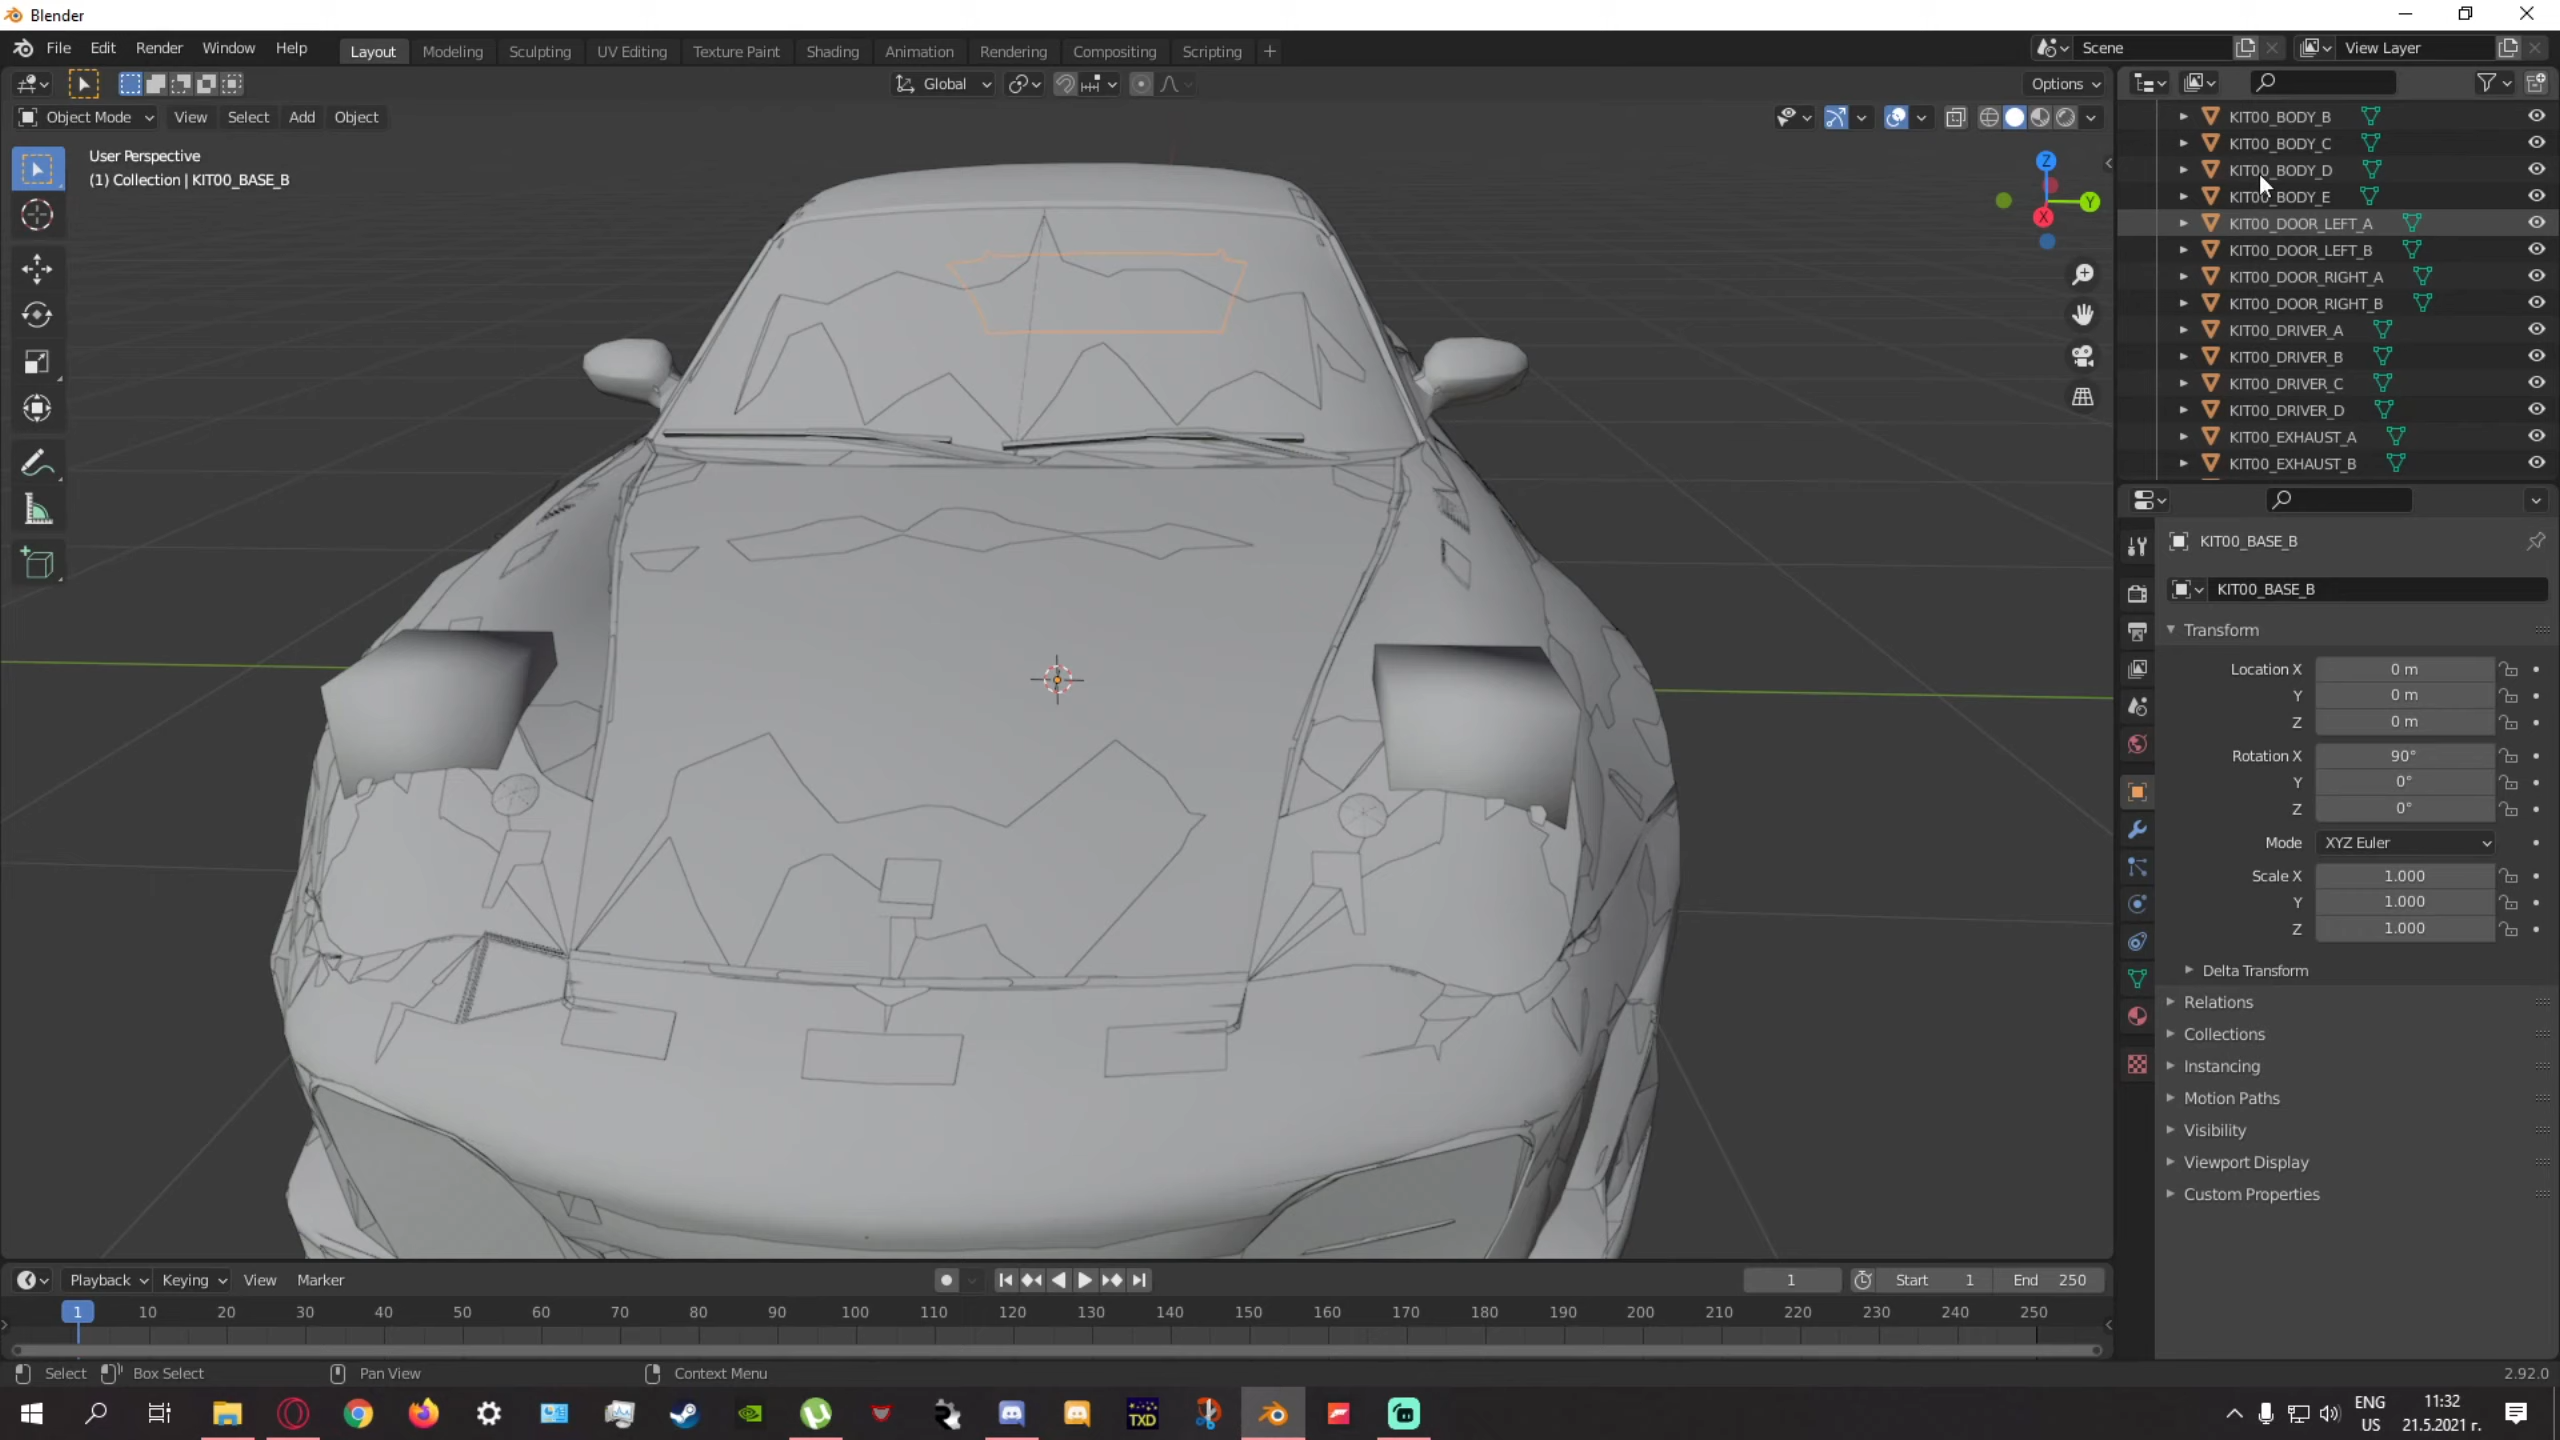 Blender
File Edit Render Window Help
Layout Modeling Sculpting UV Editing Texture Paint Shading Animation Rendering Compositing Scripting +
Scene View Layer
Global Options
Object Mode View Select Add Object
User Perspective
(1) Collection | KIT00_BASE_B
Z
Y
X
KIT00_BODY_B
KIT00_BODY_C
KIT00_BODY_D
KIT00_BODY_E
KIT00_DOOR_LEFT_A
KIT00_DOOR_LEFT_B
KIT00_DOOR_RIGHT_A
KIT00_DOOR_RIGHT_B
KIT00_DRIVER_A
KIT00_DRIVER_B
KIT00_DRIVER_C
KIT00_DRIVER_D
KIT00_EXHAUST_A
KIT00_EXHAUST_B
KIT00_BASE_B
KIT00_BASE_B
Transform
Location X 0 m
Y 0 m
Z 0 m
Rotation X 90°
Y 0°
Z 0°
Mode XYZ Euler
Scale X 1.000
Y 1.000
Z 1.000
Delta Transform
Relations
Collections
Instancing
Motion Paths
Visibility
Viewport Display
Custom Properties
Playback Keying View Marker 1 Start 1 End 250
1 10 20 30 40 50 60 70 80 90 100 110 120 130 140 150 160 170 180 190 200 210 220 230 240 250
Select Box Select Pan View Context Menu 2.92.0
TXD
ENG
US
11:32
21.5.2021 г.